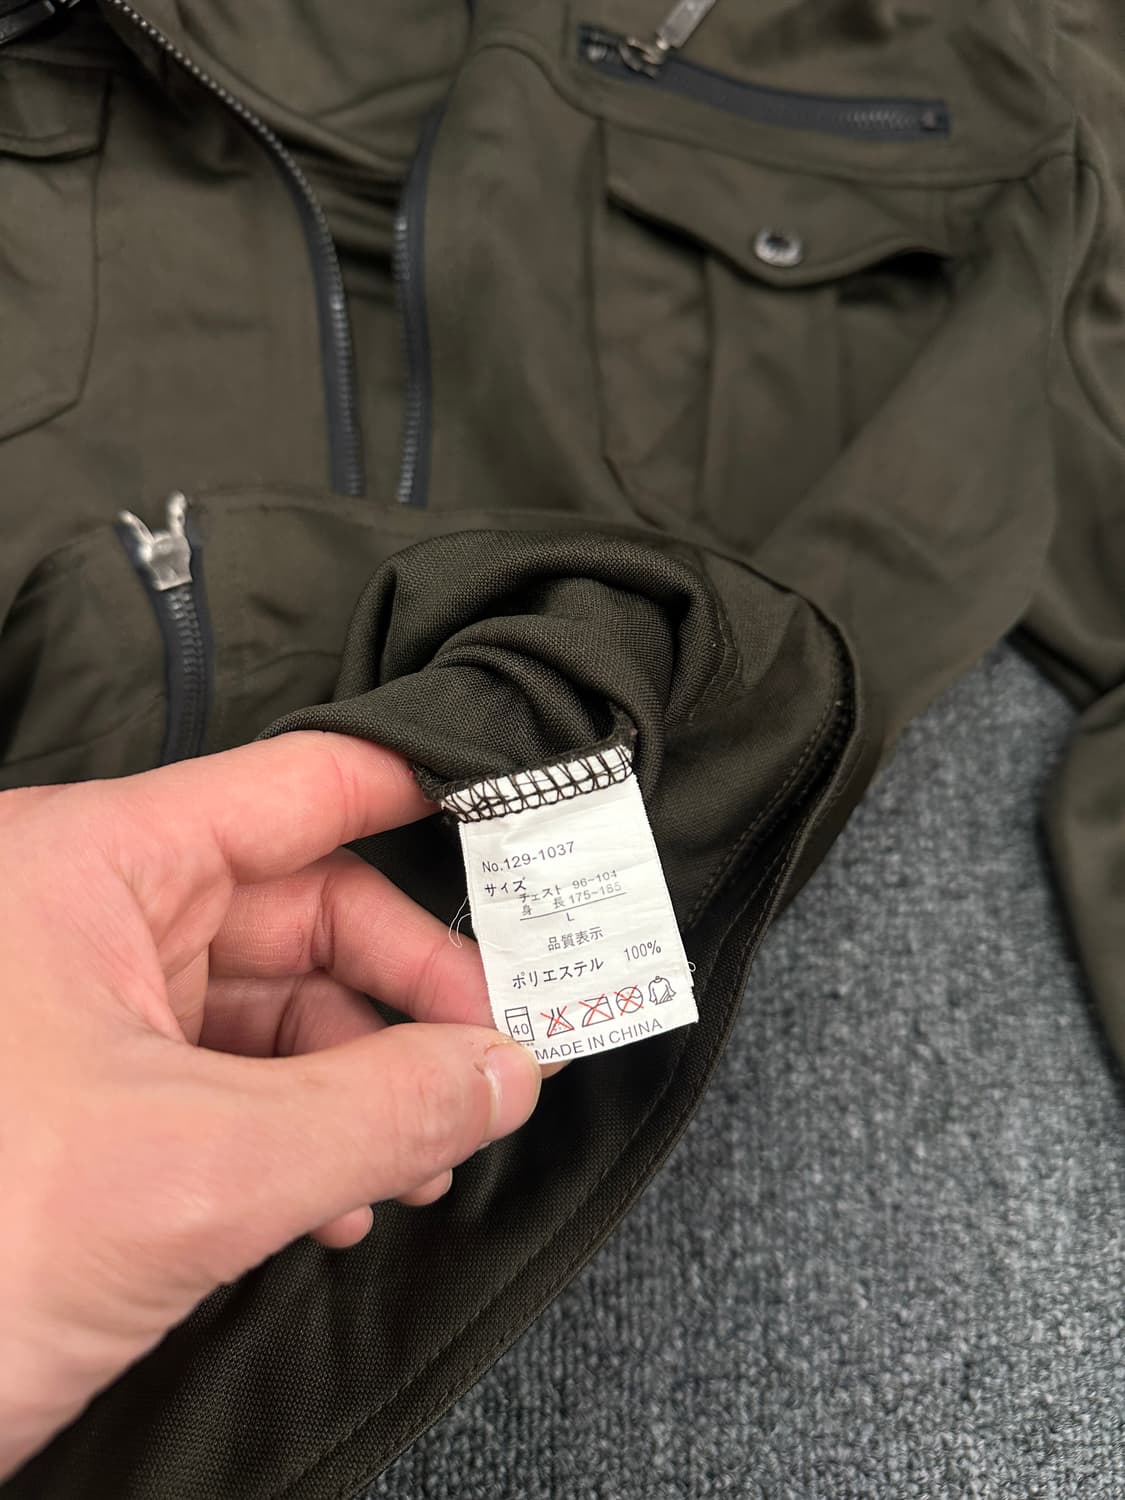 No.129-1037
サイズ
チェスト 96-104
身 長 175-185
L
品質表示
ポリエステル 100%
40
MADE IN CHINA